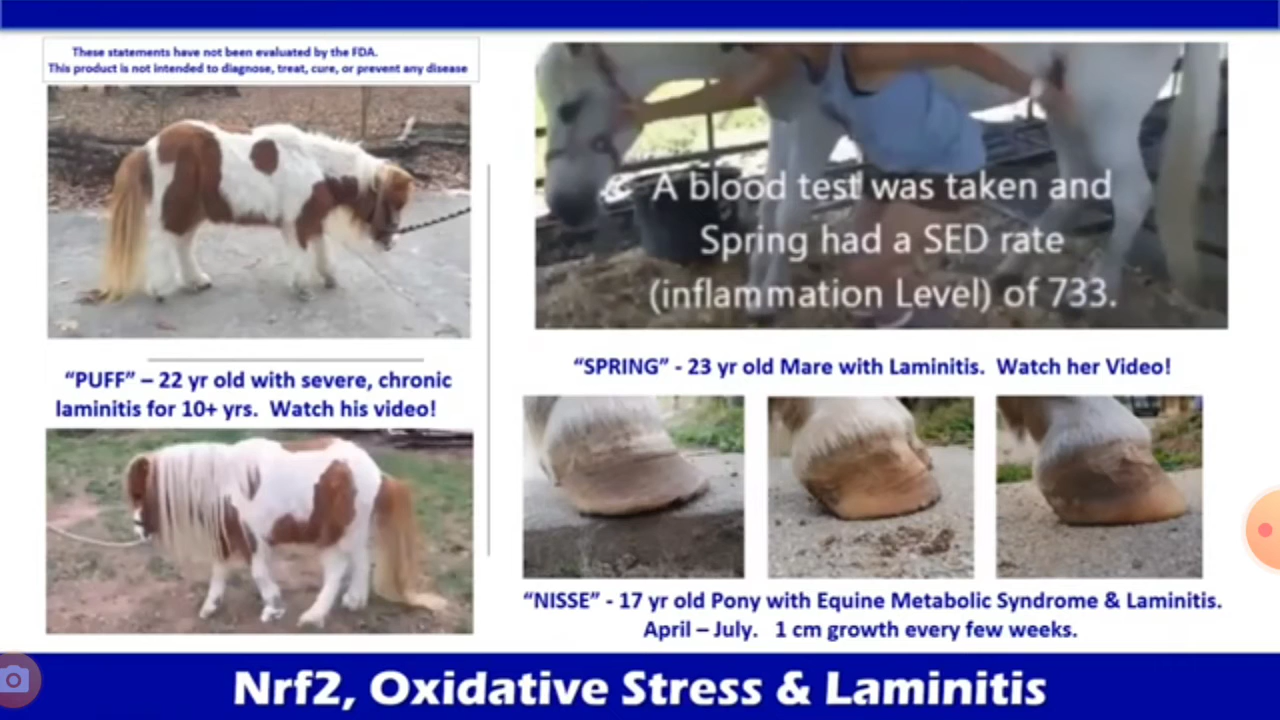 These statements have not been evaluated by the FDA.
This product is not intended to diagnose, treat, cure, or prevent any disease
A blood test was taken and
Spring had a SED rate
(inflammation Level) of 733.
“PUFF” – 22 yr old with severe, chronic
laminitis for 10+ yrs. Watch his video!
“SPRING” - 23 yr old Mare with Laminitis. Watch her Video!
“NISSE” - 17 yr old Pony with Equine Metabolic Syndrome & Laminitis.
April – July. 1 cm growth every few weeks.
Nrf2, Oxidative Stress & Laminitis